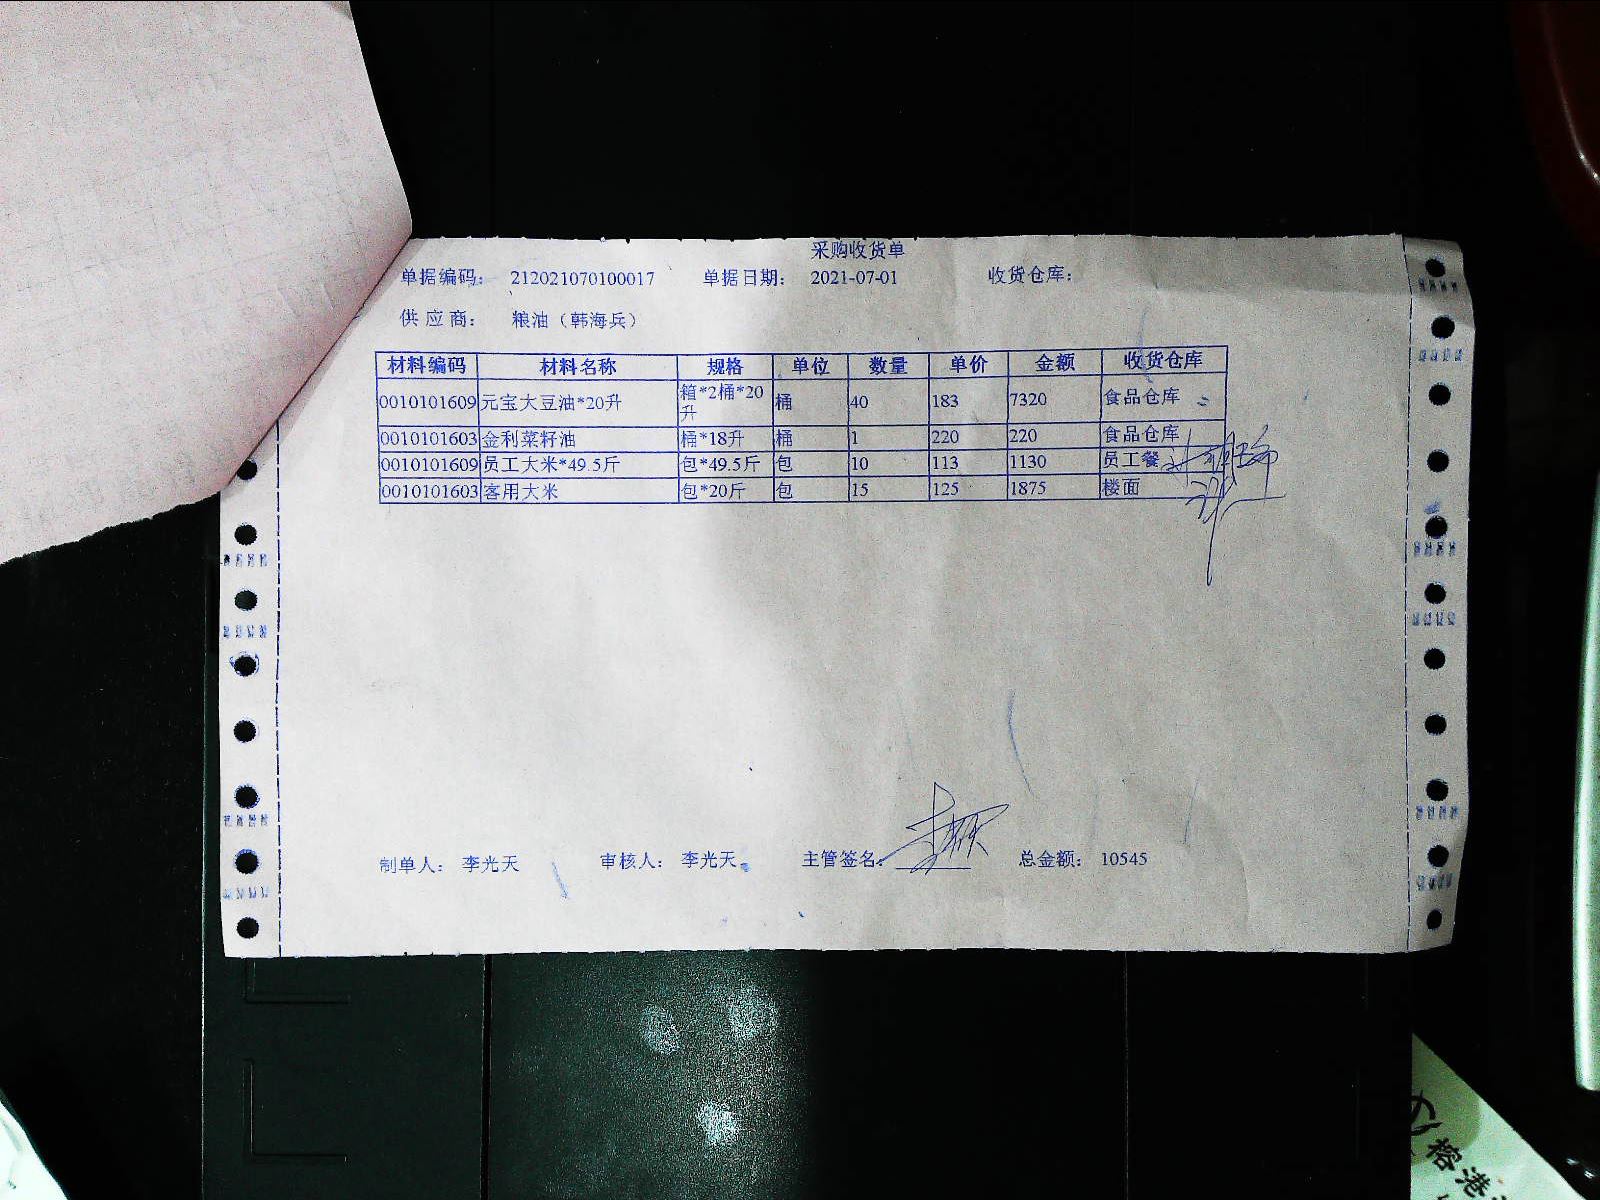 采购收货单
单据编码： 212021070100017 单据日期： 2021-07-01 收货仓库：
供应商： 粮油（韩海兵）
材料编码 材料名称 规格 单位 数量 单价 金额 收货仓库
0010101609 元宝大豆油*20升 箱*2桶*20升 桶 40 183 7320 食品仓库
0010101603 金利菜籽油 桶*18升 桶 1 220 220 食品仓库
0010101609 员工大米*49.5斤 包*49.5斤 包 10 113 1130 员工餐
0010101603 客用大米 包*20斤 包 15 125 1875 楼面
制单人： 李光天 审核人： 李光天 主管签名： 总金额： 10545
榕港